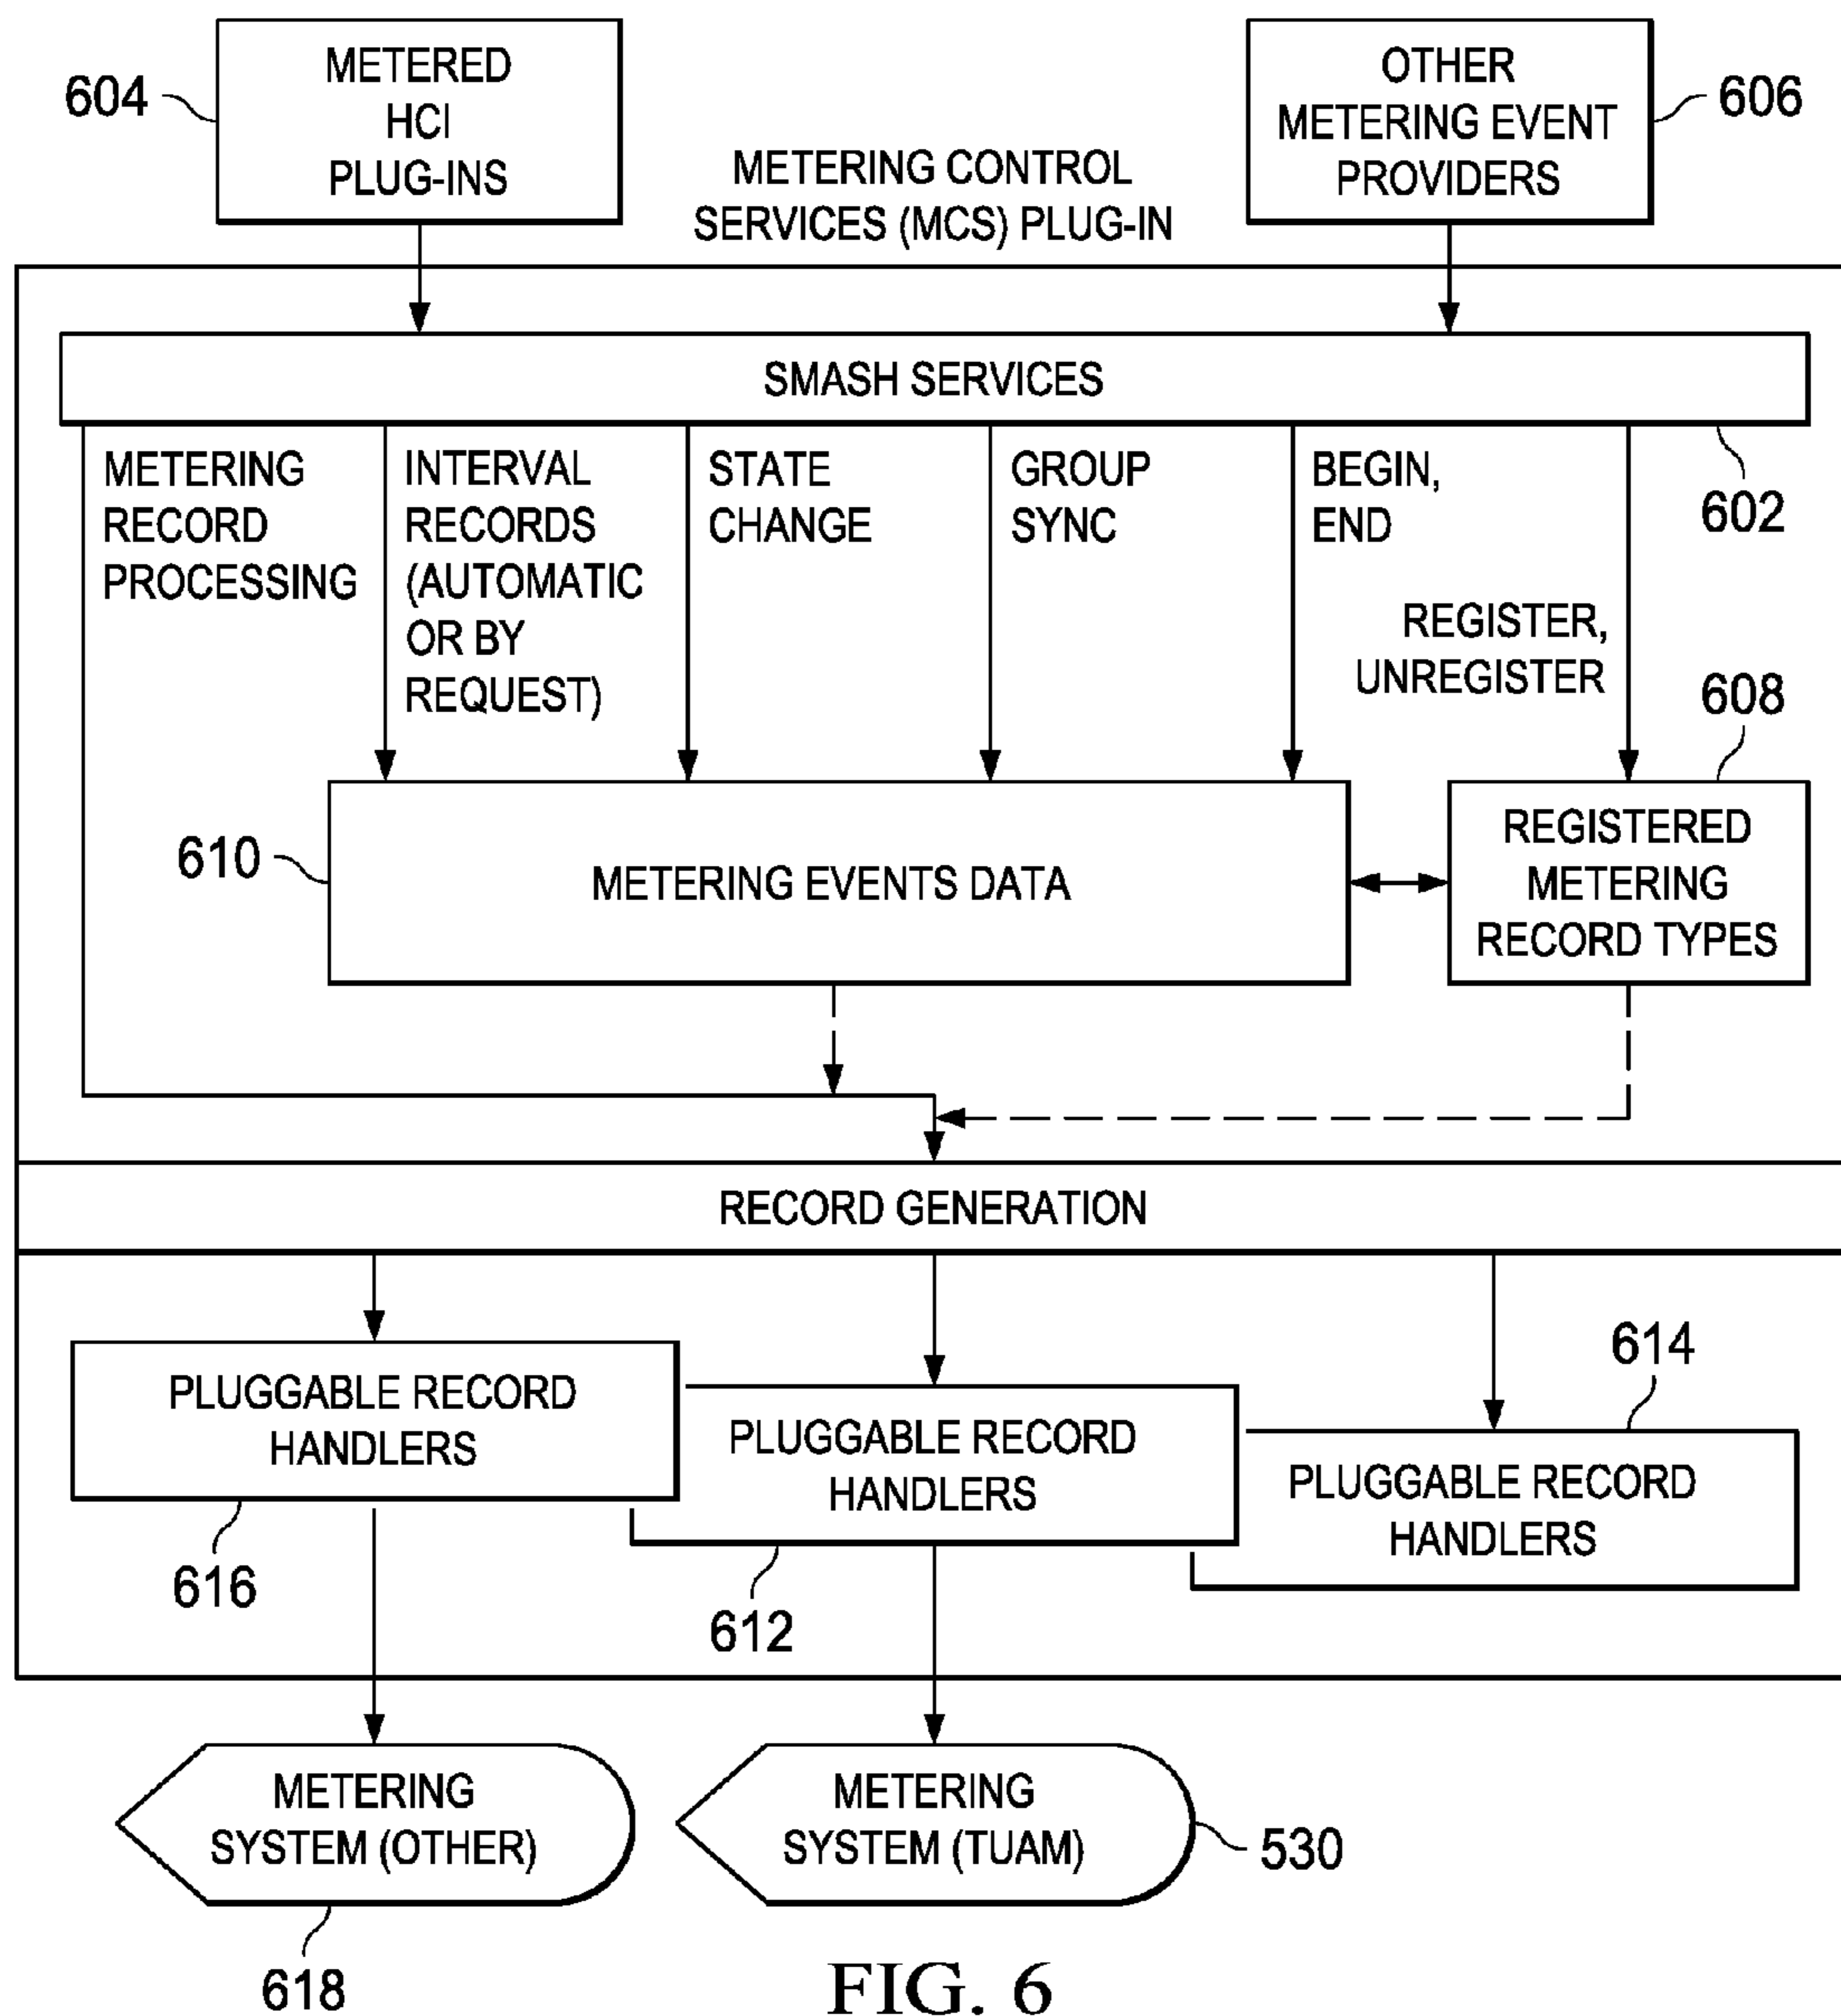 METERED
HCI
PLUG-INS
604
OTHER
METERING EVENT
PROVIDERS
606
METERING CONTROL
SERVICES (MCS) PLUG-IN
SMASH SERVICES
602
METERING
RECORD
PROCESSING
INTERVAL
RECORDS
(AUTOMATIC
OR BY
REQUEST)
STATE
CHANGE
GROUP
SYNC
BEGIN,
END
REGISTER,
UNREGISTER
608
610
METERING EVENTS DATA
REGISTERED
METERING
RECORD TYPES
RECORD GENERATION
PLUGGABLE RECORD
HANDLERS
616
PLUGGABLE RECORD
HANDLERS
612
614
PLUGGABLE RECORD
HANDLERS
METERING
SYSTEM (OTHER)
618
METERING
SYSTEM (TUAM)
530
FIG. 6